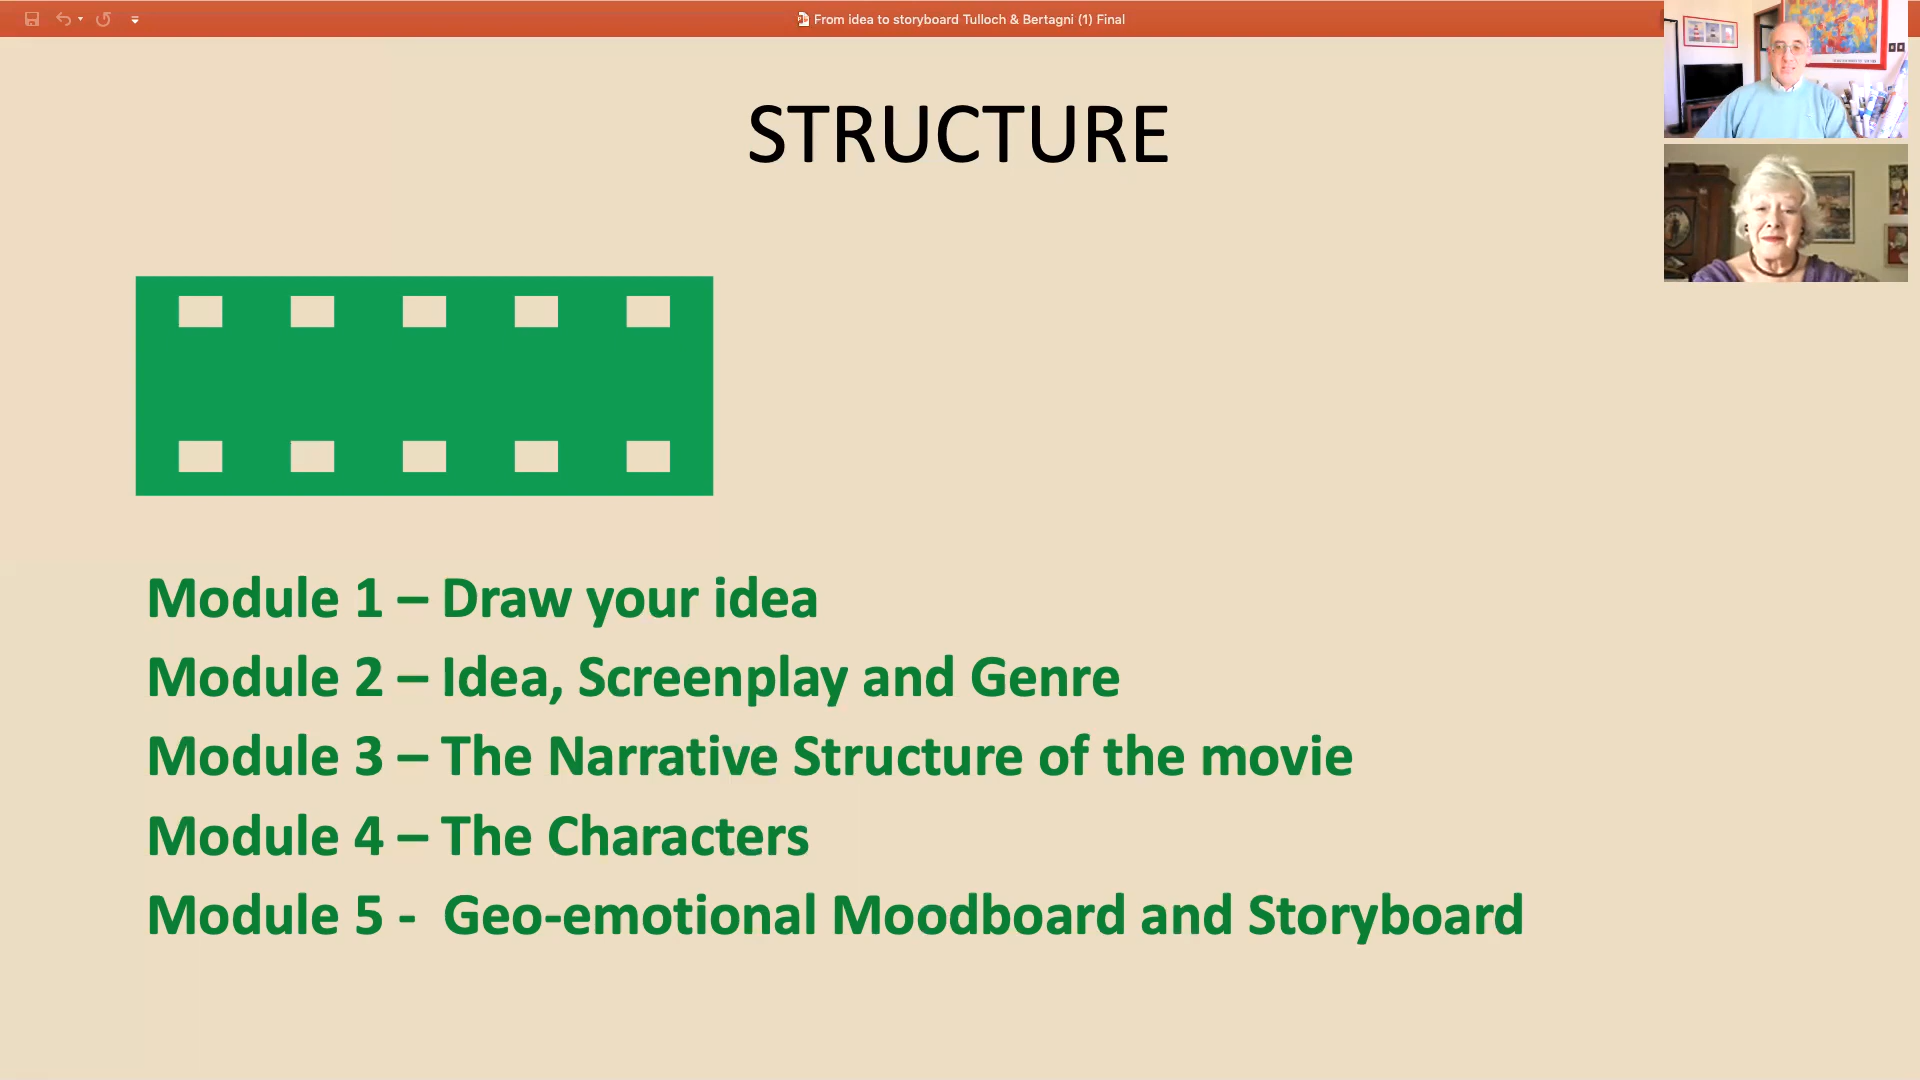 From idea to storyboard Tulloch & Bertagni (1) Final
STRUCTURE
Module 1 – Draw your idea
Module 2 – Idea, Screenplay and Genre
Module 3 – The Narrative Structure of the movie
Module 4 – The Characters
Module 5 -  Geo-emotional Moodboard and Storyboard